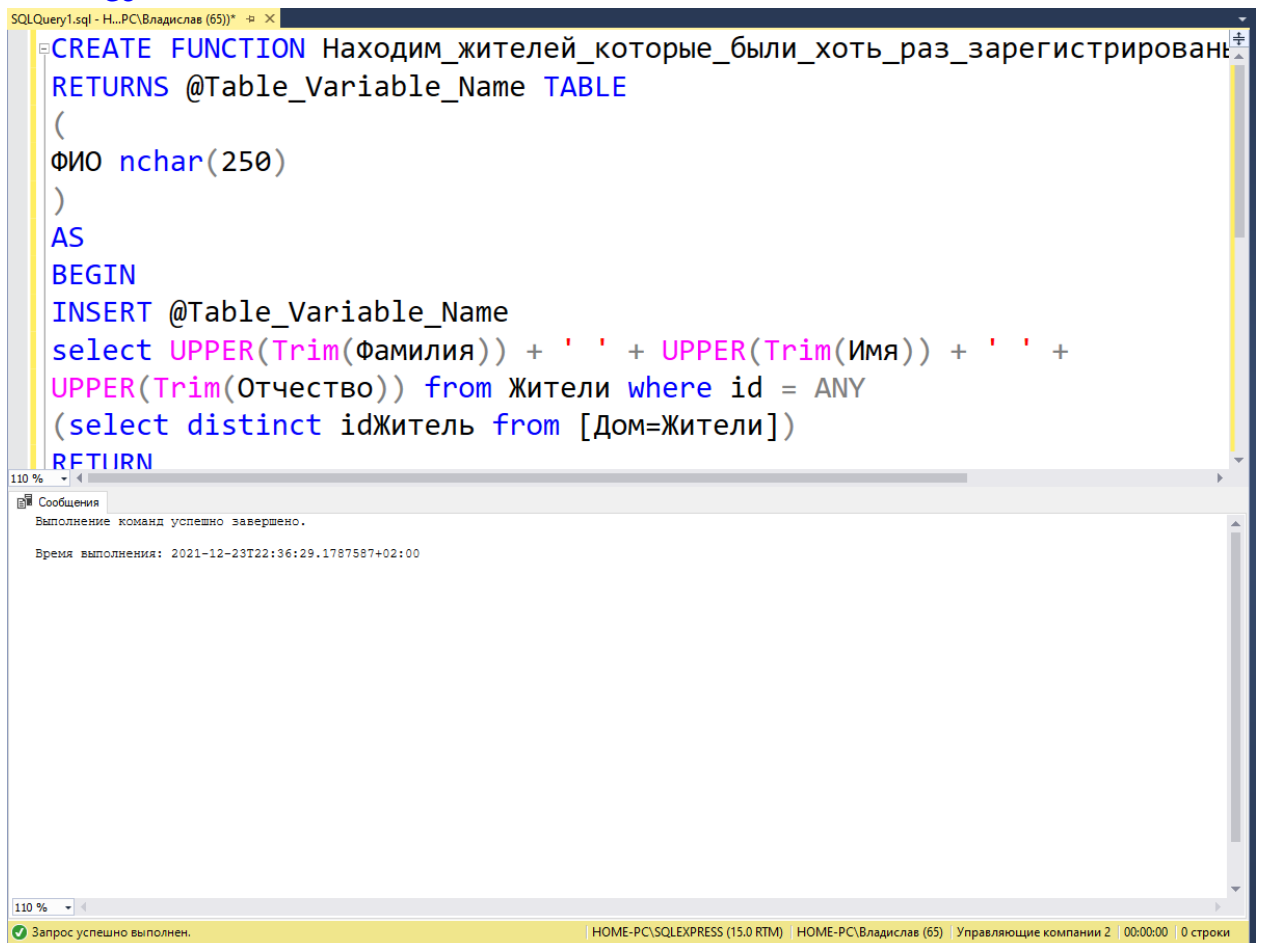 SQLQuery1.sql - H...PC\Владислав (65))*
CREATE FUNCTION Находим_жителей_которые_были_хоть_раз_зарегистрированы
RETURNS @Table_Variable_Name TABLE
(
ФИО nchar(250)
)
AS
BEGIN
INSERT @Table_Variable_Name
select UPPER(Trim(Фамилия)) + ' ' + UPPER(Trim(Имя)) + ' ' +
UPPER(Trim(Отчество)) from Жители where id = ANY
(select distinct idЖитель from [Дом=Жители])
RETURN
110 %
Сообщения
Выполнение команд успешно завершено.
Время выполнения: 2021-12-23T22:36:29.1787587+02:00
110 %
Запрос успешно выполнен. HOME-PC\SQLEXPRESS (15.0 RTM) HOME-PC\Владислав (65) Управляющие компании 2 00:00:00 0 строки